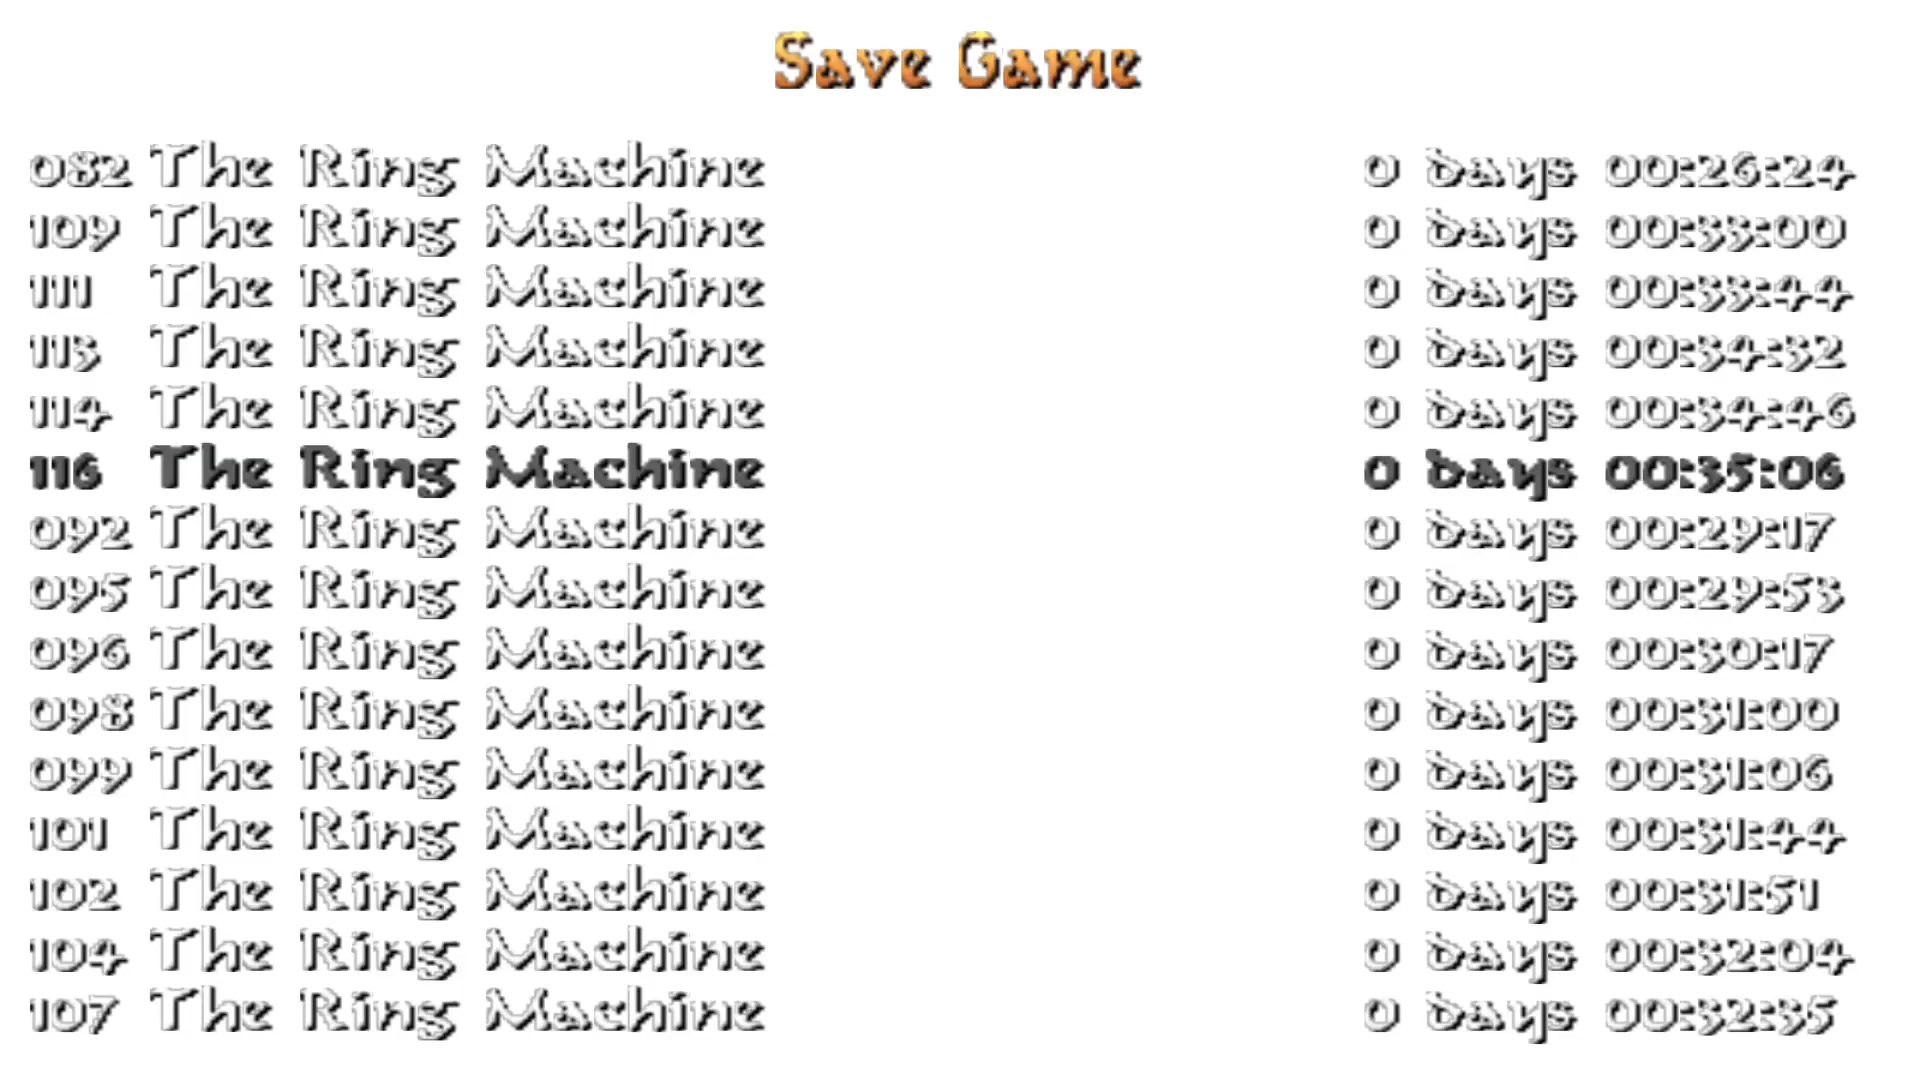 Save Game
082 The Ring Machine 0 days 00:26:24
109 The Ring Machine 0 days 00:33:00
111 The Ring Machine 0 days 00:33:44
113 The Ring Machine 0 days 00:34:32
114 The Ring Machine 0 days 00:34:46
116 The Ring Machine 0 days 00:35:06
092 The Ring Machine 0 days 00:29:17
095 The Ring Machine 0 days 00:29:53
096 The Ring Machine 0 days 00:30:17
098 The Ring Machine 0 days 00:31:00
099 The Ring Machine 0 days 00:31:06
101 The Ring Machine 0 days 00:31:44
102 The Ring Machine 0 days 00:31:51
104 The Ring Machine 0 days 00:32:04
107 The Ring Machine 0 days 00:32:35